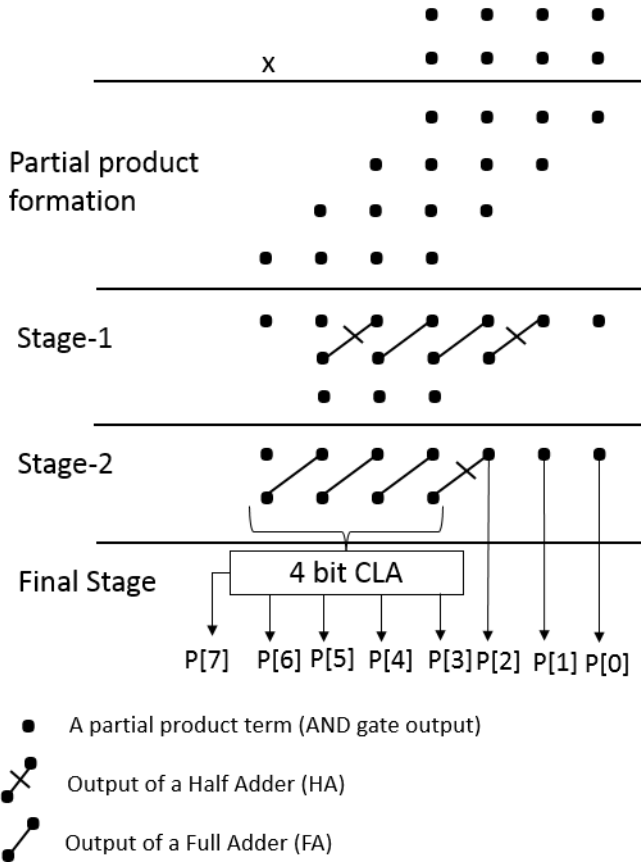 x
Partial product
formation
Stage-1
Stage-2
Final Stage
4 bit CLA
P[7] P[6] P[5] P[4] P[3] P[2] P[1] P[0]
A partial product term (AND gate output)
Output of a Half Adder (HA)
Output of a Full Adder (FA)